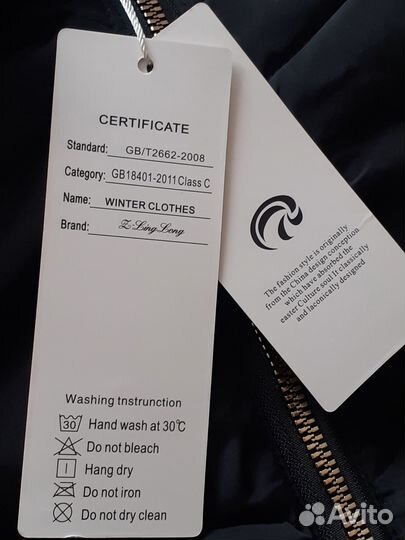 CERTIFICATE
Standard: GB/T2662-2008
Category: GB18401-2011Class C
Name: WINTER CLOTHES
Brand: Z·Ling·Long
Washing tnstrunction
30 Hand wash at 30℃
Do not bleach
Hang dry
Do not iron
Do not dry clean
The fashion style is originally
from the China design conception
which have absorbed the
easter Culture soul It classically
and laconically designed
Avito